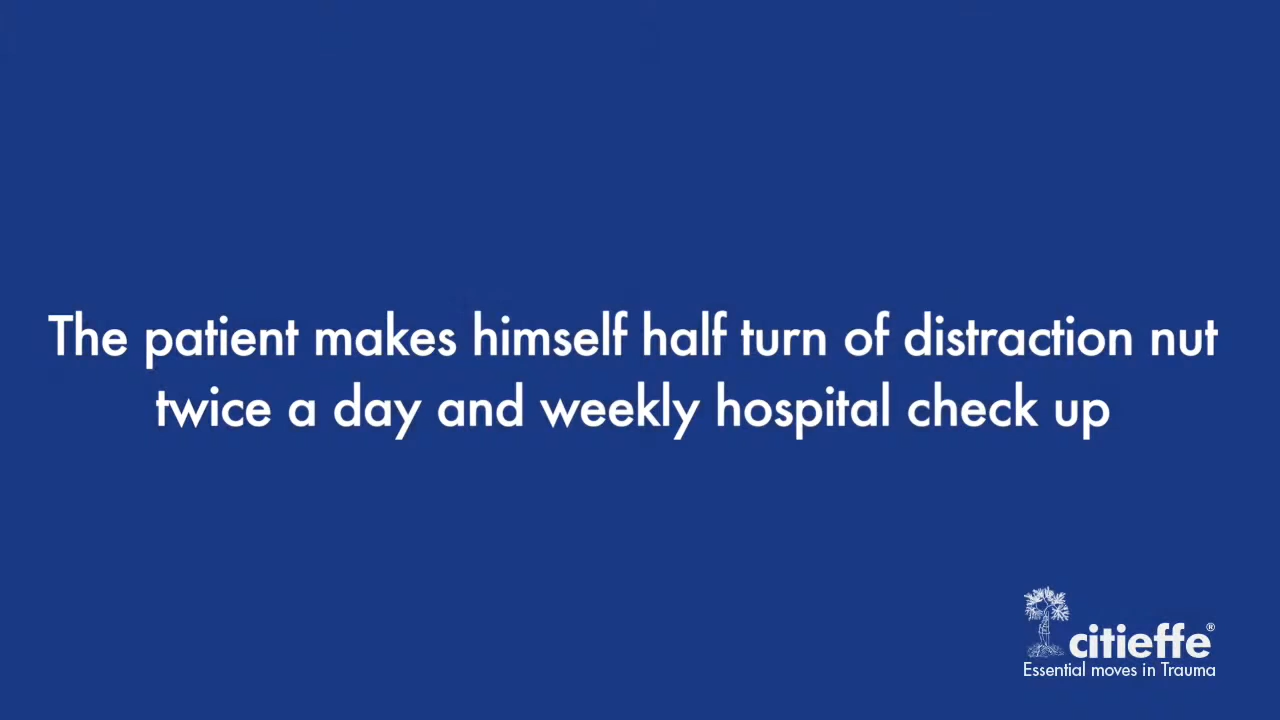 The patient makes himself half turn of distraction nut
twice a day and weekly hospital check up
citieffe®
Essential moves in Trauma